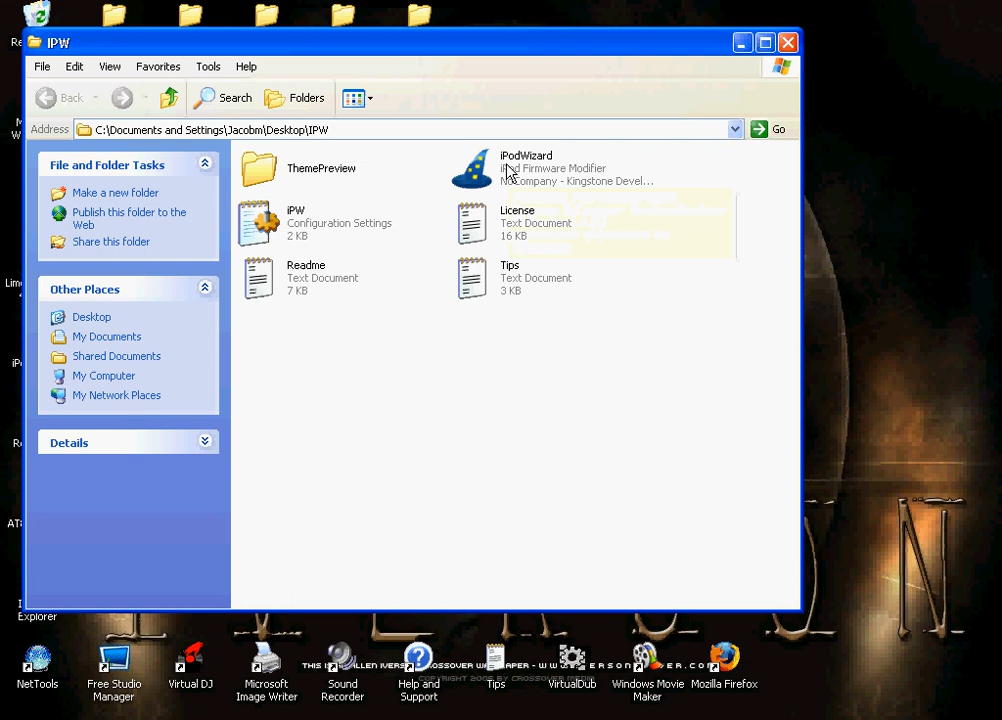 IPW
File Edit View Favorites Tools Help
Back Search Folders
Address C:\Documents and Settings\Jacobm\Desktop\IPW Go
File and Folder Tasks
Make a new folder
Publish this folder to the
Web
Share this folder
Other Places
Desktop
My Documents
Shared Documents
My Computer
My Network Places
Details
ThemePreview
iPodWizard
iPod Firmware Modifier
NoCompany - Kingstone Devel...
iPW
Configuration Settings
2 KB
License
Text Document
16 KB
Readme
Text Document
7 KB
Tips
Text Document
3 KB
Explorer
NetTools
Free Studio
Manager
Virtual DJ
Microsoft
Image Writer
Sound
Recorder
Help and
Support
Tips
VirtualDub
Windows Movie
Maker
Mozilla Firefox